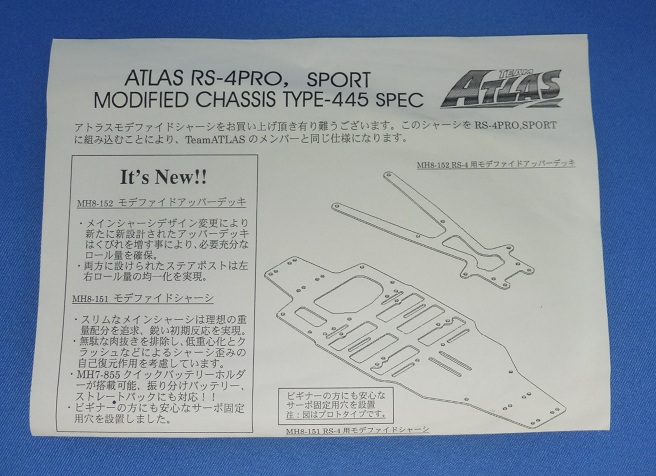 ATLAS RS-4PRO, SPORT
MODIFIED CHASSIS TYPE-445 SPEC
TEAM
ATLAS
アトラスモデファイドシャーシをお買い上げ頂き有り難うございます。このシャーシを RS-4PRO,SPORT
に組み込むことにより、TeamATLAS のメンバーと同じ仕様になります。
It's New!!
MH8-152 モデファイドアッパーデッキ
・メインシャーシデザイン変更により
新たに新設計されたアッパーデッキ
はくびれを増す事により、必要充分な
ロール量を確保。
・両方に設けられたステアポストは左
右ロール量の均一化を実現。
MH8-151 モデファイドシャーシ
・スリムなメインシャーシは理想の重
量配分を追求、鋭い初期反応を実現。
・無駄な肉抜きを排除し、低重心化とク
ラッシュなどによるシャーシ歪みの
自己復元作用を考慮しています。
・MH7-855 クイックバッテリーホルダ
ーが搭載可能、振り分けバッテリー、
ストレートパックにも対応！！
・ビギナーの方にも安心なサーボ固定
用穴を設置しました。
MH8-152 RS-4 用モデファイドアッパーデッキ
ビギナーの方にも安心な
サーボ固定用穴を設置
注：図はプロトタイプです。
MH8-151 RS-4 用モデファイドシャーシ